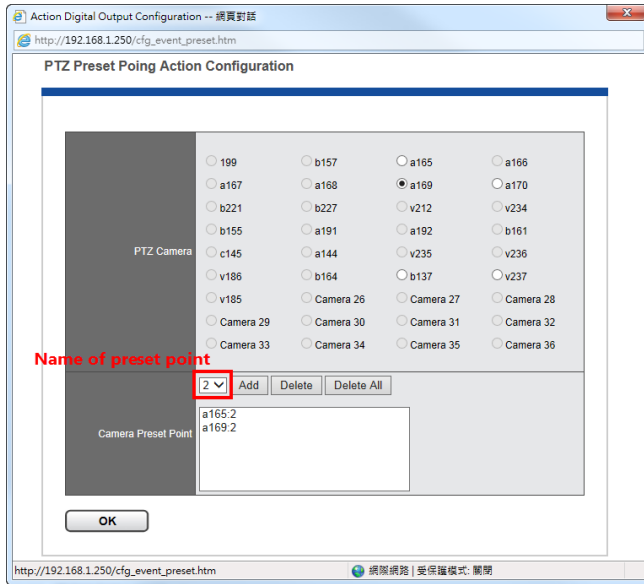 Action Digital Output Configuration -- 網頁對話
x
http://192.168.1.250/cfg_event_preset.htm
PTZ Preset Poing Action Configuration
199 b157 a165 a166
a167 a168 a169 a170
b221 b227 v212 v234
b155 a191 a192 b161
PTZ Camera c145 a144 v235 v236
v186 b164 b137 v237
v185 Camera 26 Camera 27 Camera 28
Camera 29 Camera 30 Camera 31 Camera 32
Camera 33 Camera 34 Camera 35 Camera 36
Name of preset point
2 Add Delete Delete All
a165:2
Camera Preset Point a169:2
OK
http://192.168.1.250/cfg_event_preset.htm 網際網路 | 受保護模式: 關閉